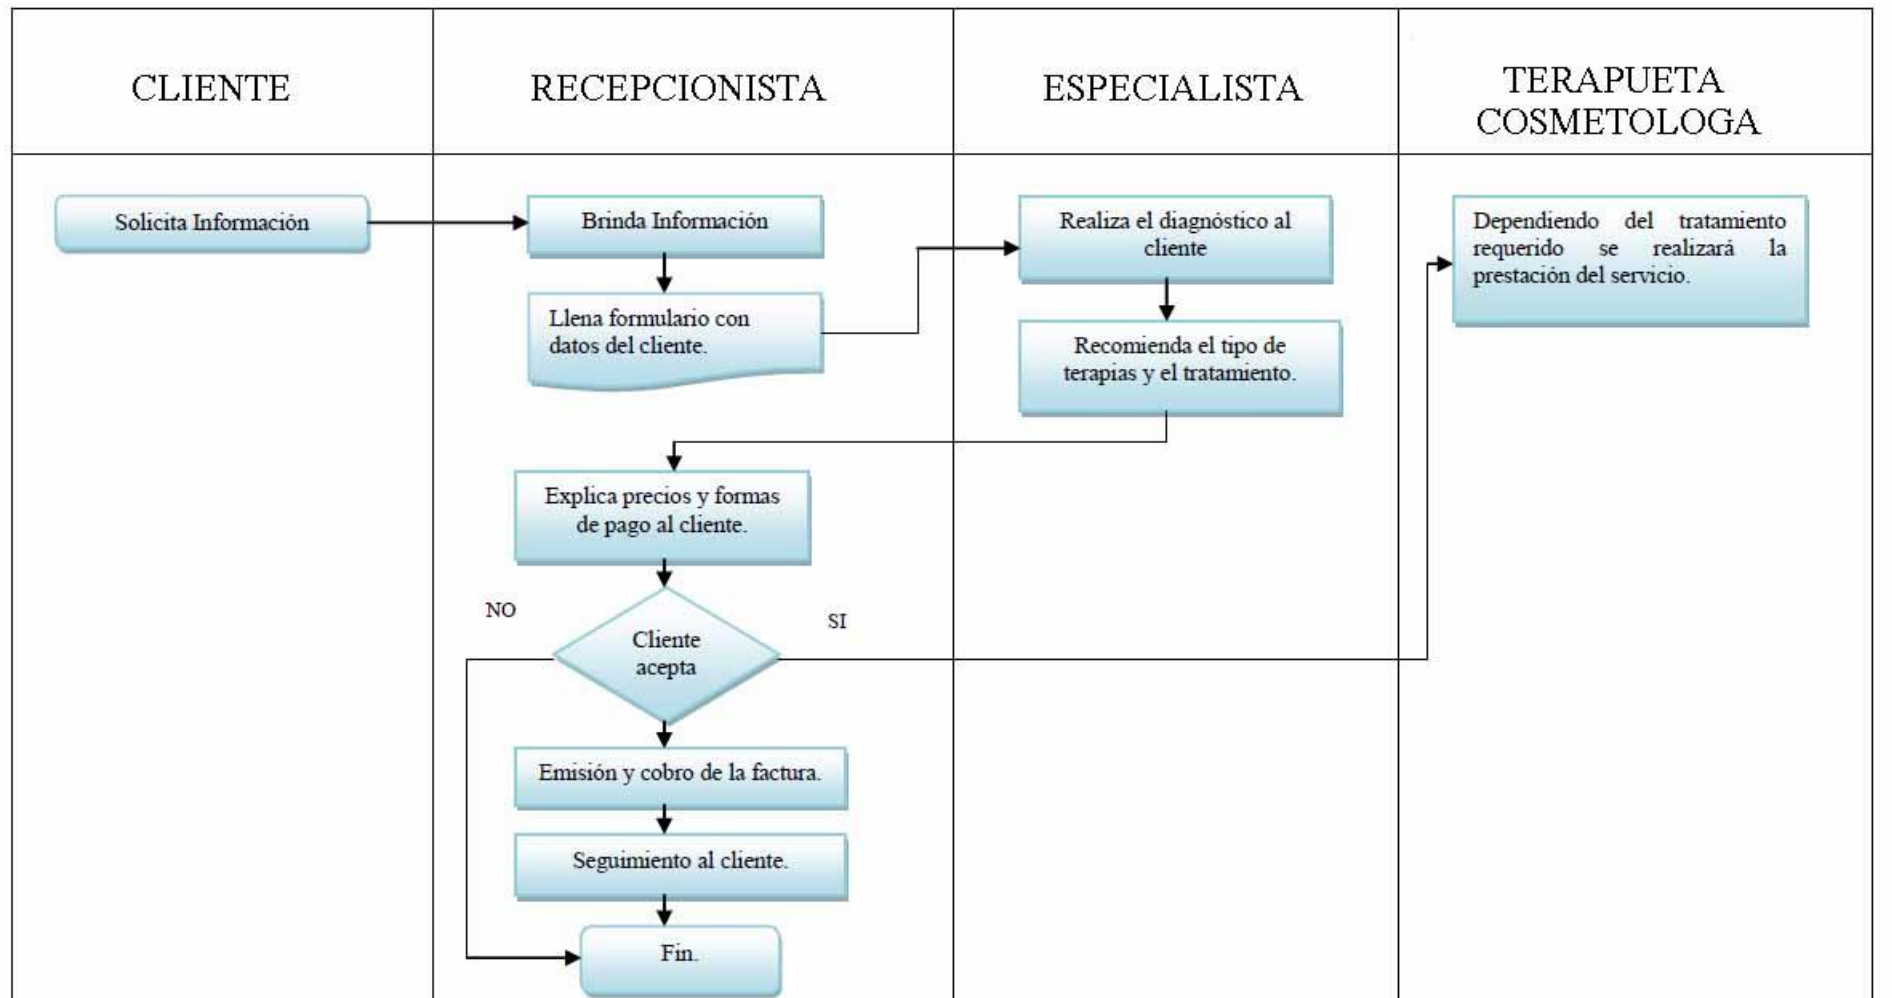 CLIENTE
RECEPCIONISTA
ESPECIALISTA
TERAPUETA
COSMETOLOGA
Solicita Información
Brinda Información
Llena formulario con
datos del cliente.
Realiza el diagnóstico al
cliente
Recomienda el tipo de
terapias y el tratamiento.
Dependiendo del tratamiento
requerido se realizará la
prestación del servicio.
Explica precios y formas
de pago al cliente.
NO
SI
Cliente
acepta
Emisión y cobro de la factura.
Seguimiento al cliente.
Fin.